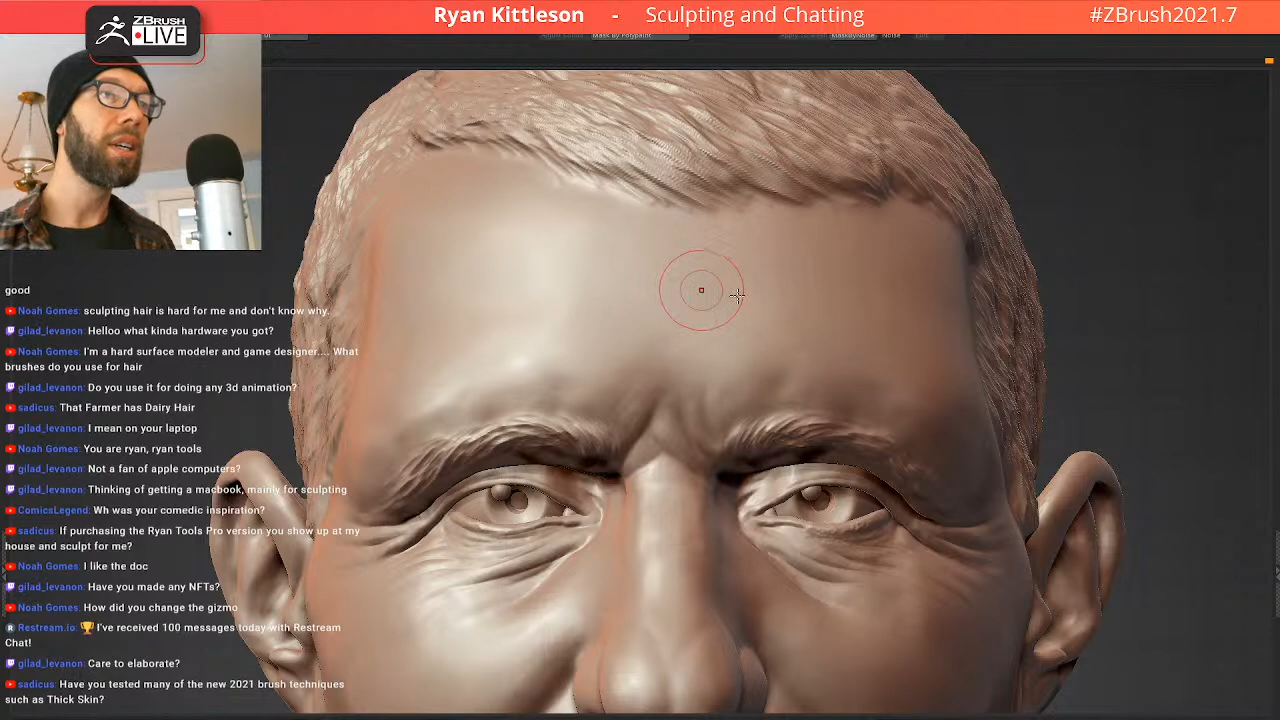 Ryan Kittleson - Sculpting and Chatting #ZBrush2021.7
ZBRUSH
LIVE
Mask By Polypaint
MaskByNoise Noise
good
Noah Gomes: sculpting hair is hard for me and don't know why.
gilad_levanon: Helloo what kinda hardware you got?
Noah Gomes: I'm a hard surface modeler and game designer.... What
brushes do you use for hair
gilad_levanon: Do you use it for doing any 3d animation?
sadicus: That Farmer has Dairy Hair
gilad_levanon: I mean on your laptop
Noah Gomes: You are ryan, ryan tools
gilad_levanon: Not a fan of apple computers?
gilad_levanon: Thinking of getting a macbook, mainly for sculpting
ComicsLegend: Wh was your comedic inspiration?
sadicus: If purchasing the Ryan Tools Pro version you show up at my
house and sculpt for me?
Noah Gomes: I like the doc
gilad_levanon: Have you made any NFTs?
Noah Gomes: How did you change the gizmo
Restream.io: 🏆 I've received 100 messages today with Restream
Chat!
gilad_levanon: Care to elaborate?
sadicus: Have you tested many of the new 2021 brush techniques
such as Thick Skin?